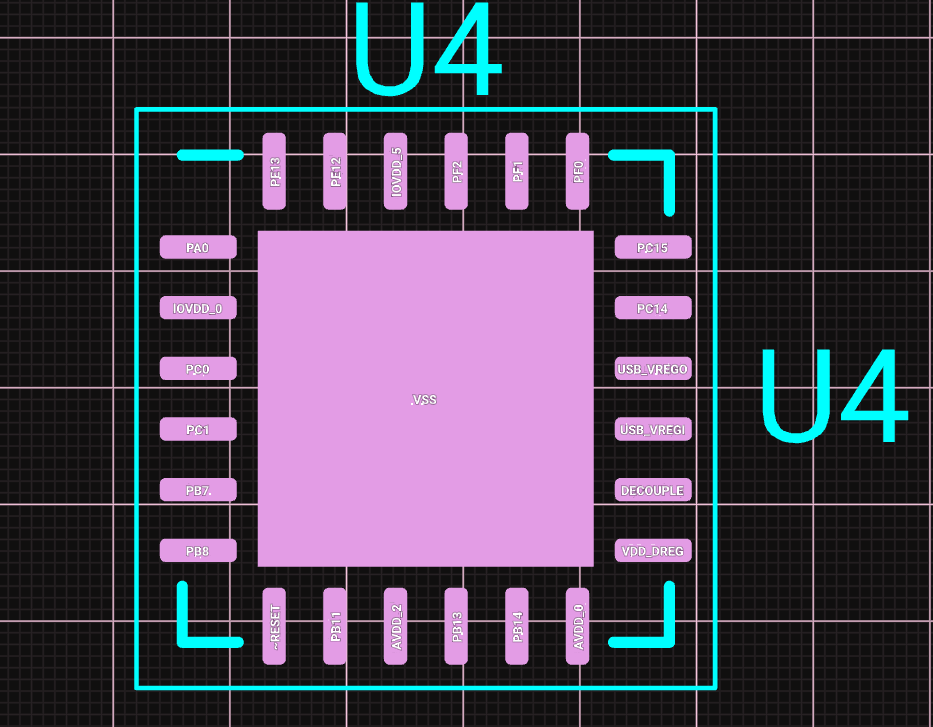 U4
PE13
PE12
IOVDD_5
PF2
PF1
PF0
PA0
PC15
IOVDD_0
PC14
PC0
USB_VREGO
VSS
U4
PC1
USB_VREGI
PB7
DECOUPLE
PB8
VDD_DREG
~RESET
PB11
AVDD_2
PB13
PB14
AVDD_0